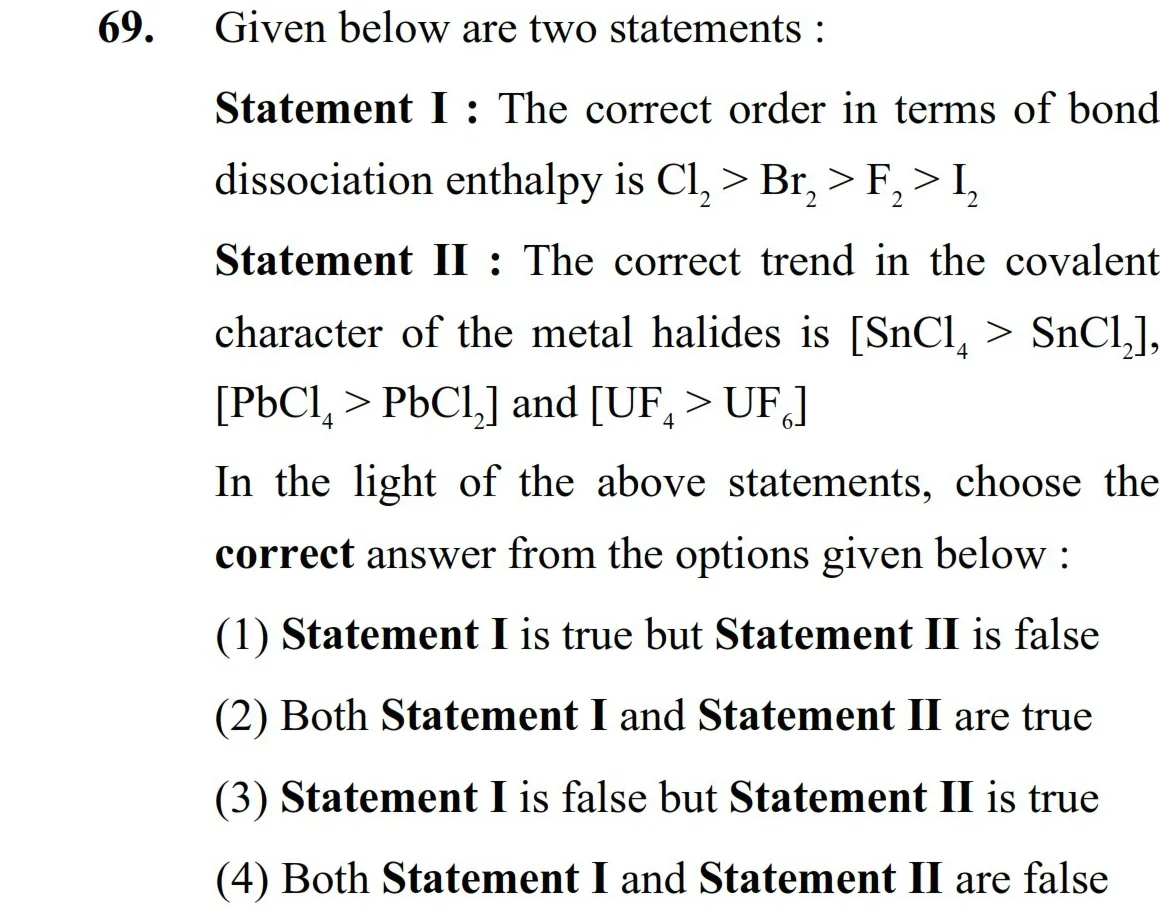 69. Given below are two statements :
Statement I : The correct order in terms of bond
dissociation enthalpy is Cl₂ > Br₂ > F₂ > I₂
Statement II : The correct trend in the covalent
character of the metal halides is [SnCl₄ > SnCl₂],
[PbCl₄ > PbCl₂] and [UF₄ > UF₆]
In the light of the above statements, choose the
correct answer from the options given below :
(1) Statement I is true but Statement II is false
(2) Both Statement I and Statement II are true
(3) Statement I is false but Statement II is true
(4) Both Statement I and Statement II are false